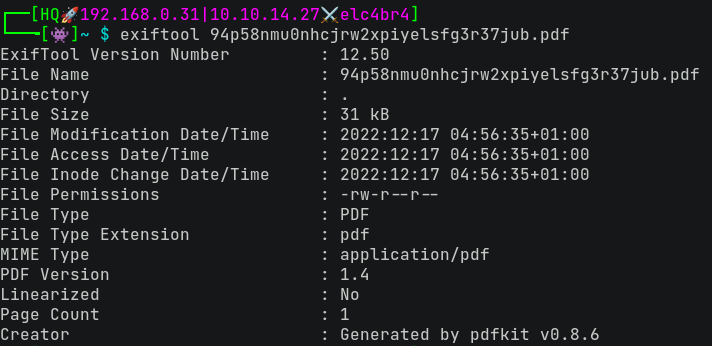 ┌──[HQ🚀192.168.0.31|10.10.14.27⚔️elc4br4]
└──╼[👾]~ $ exiftool 94p58nmu0nhcjrw2xpiyelsfg3r37jub.pdf
ExifTool Version Number         : 12.50
File Name                       : 94p58nmu0nhcjrw2xpiyelsfg3r37jub.pdf
Directory                       : .
File Size                       : 31 kB
File Modification Date/Time     : 2022:12:17 04:56:35+01:00
File Access Date/Time           : 2022:12:17 04:56:35+01:00
File Inode Change Date/Time     : 2022:12:17 04:56:35+01:00
File Permissions                : -rw-r--r--
File Type                       : PDF
File Type Extension             : pdf
MIME Type                       : application/pdf
PDF Version                     : 1.4
Linearized                      : No
Page Count                      : 1
Creator                         : Generated by pdfkit v0.8.6